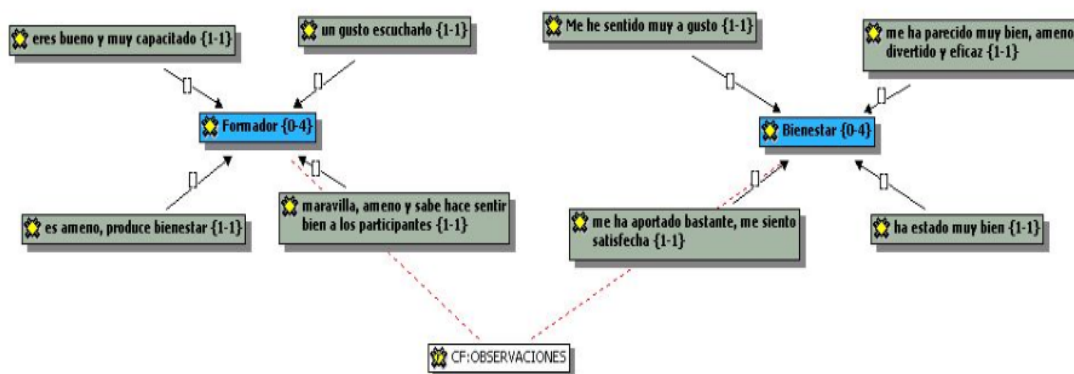 eres bueno y muy capacitado {1-1}
un gusto escucharlo {1-1}
Me he sentido muy a gusto {1-1}
me ha parecido muy bien, ameno
divertido y eficaz {1-1}
Formador {0-4}
Bienestar {0-4}
es ameno, produce bienestar {1-1}
maravilla, ameno y sabe hace sentir
bien a los participantes {1-1}
me ha aportado bastante, me siento
satisfecha {1-1}
ha estado muy bien {1-1}
CF:OBSERVACIONES